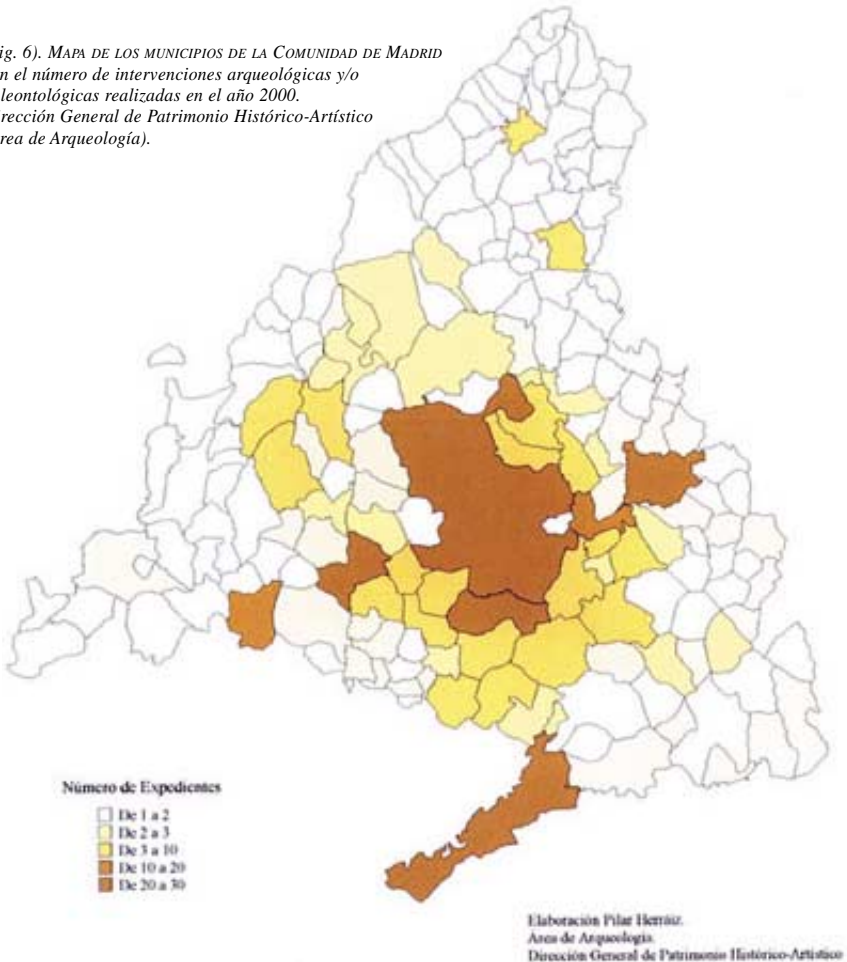 ig. 6). MAPA DE LOS MUNICIPIOS DE LA COMUNIDAD DE MADRID
n el número de intervenciones arqueológicas y/o
leontológicas realizadas en el año 2000.
irección General de Patrimonio Histórico-Artístico
rea de Arqueología).
Número de Expedientes
De 1 a 2
De 2 a 3
De 3 a 10
De 10 a 20
De 20 a 30
Elaboración Pilar Herráiz.
Área de Arqueología.
Dirección General de Patrimonio Histórico-Artístico